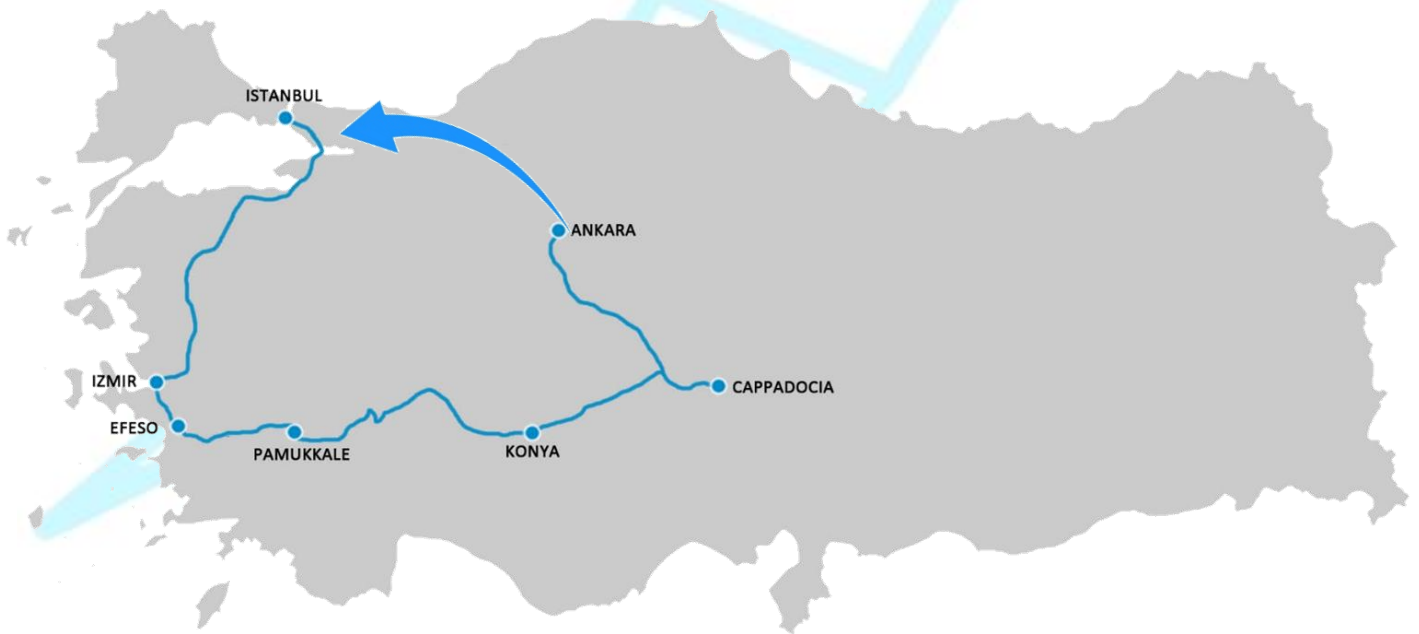 ISTANBUL
ANKARA
IZMIR
CAPPADOCIA
EFESO
PAMUKKALE
KONYA